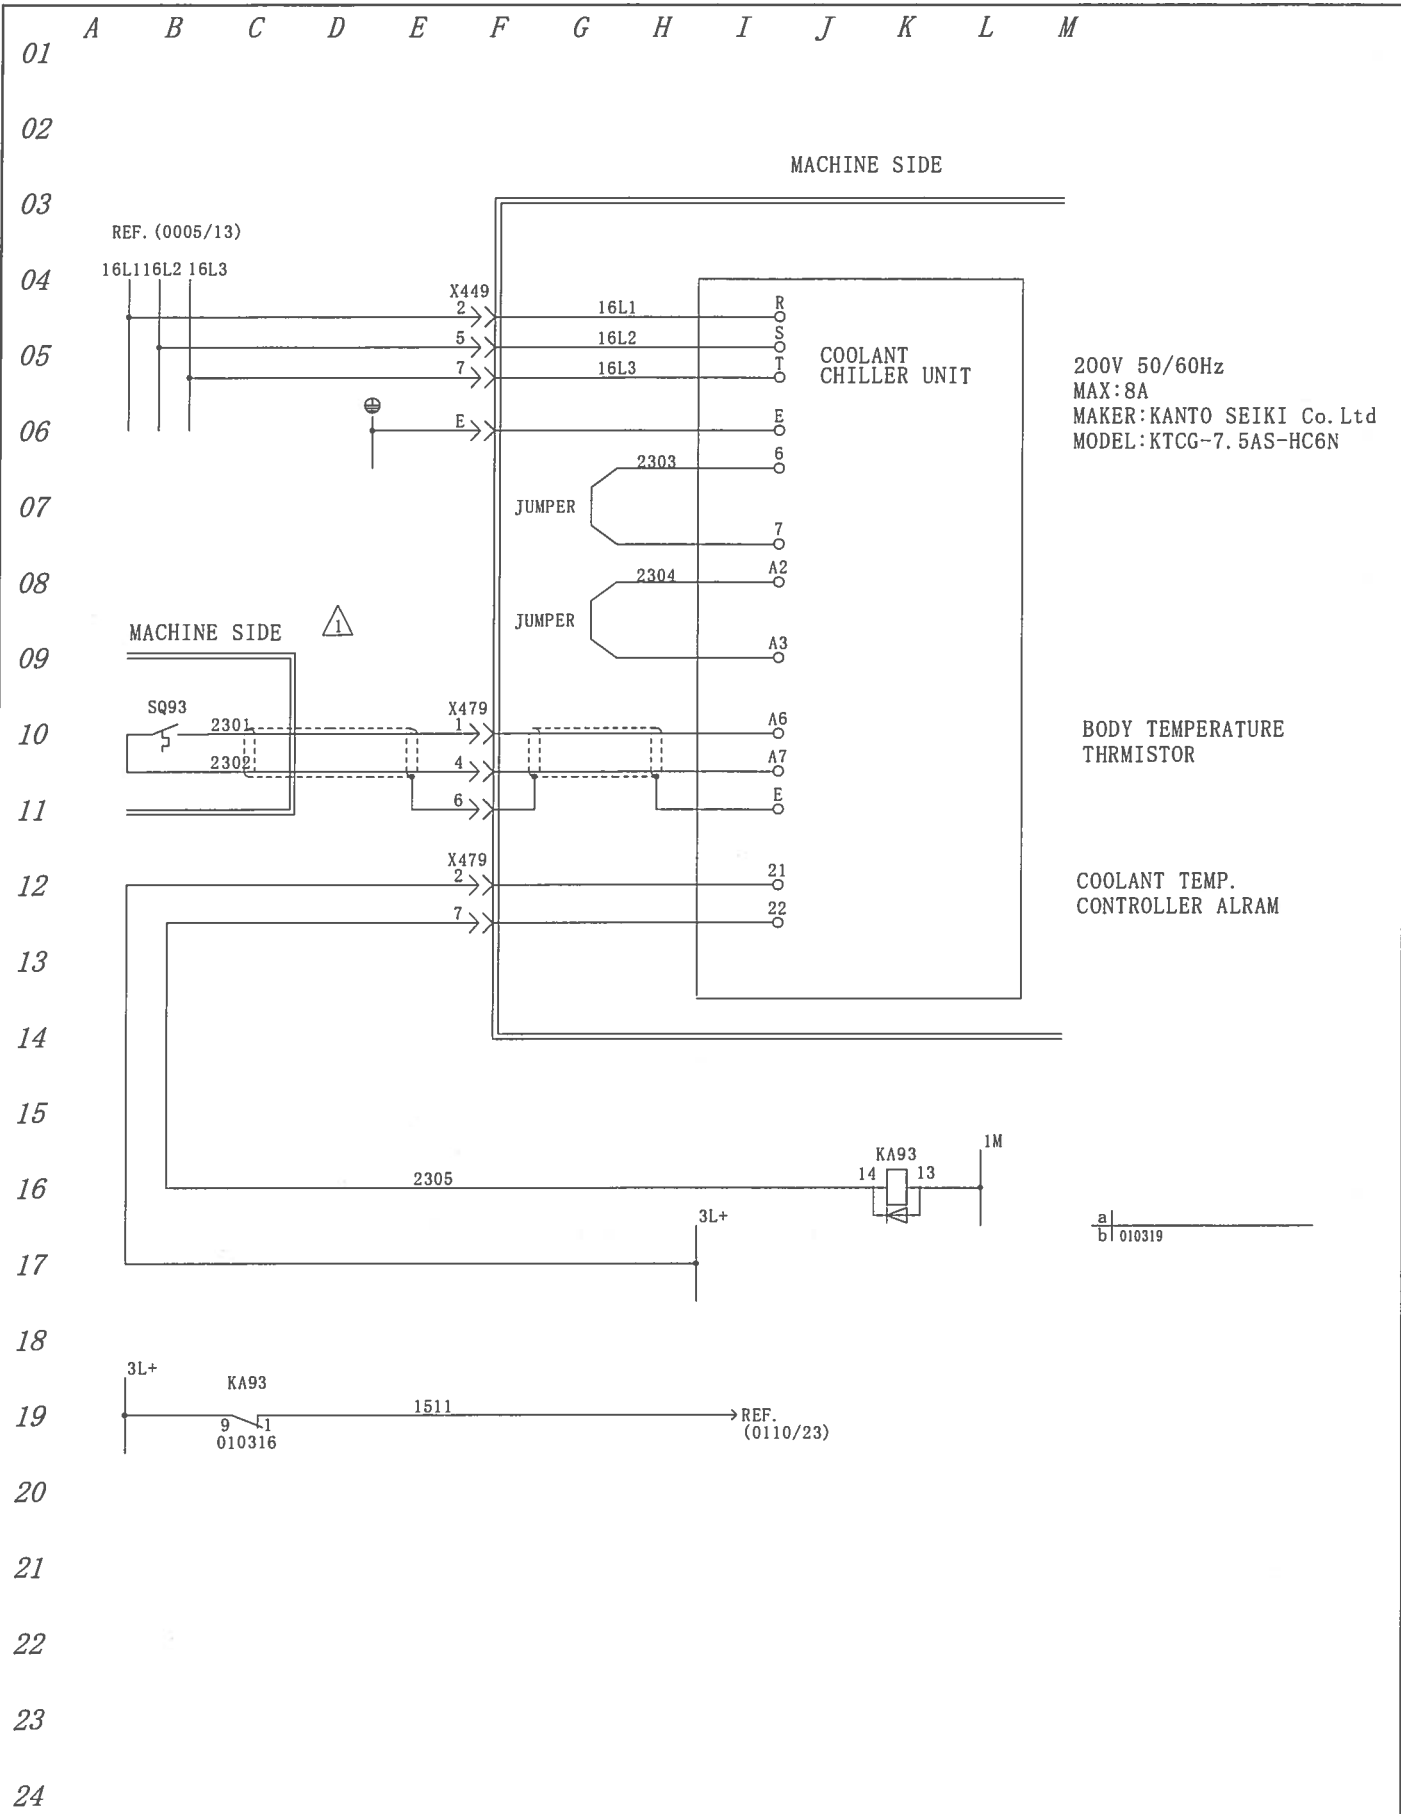 A B C D E F G H I J K L M
01
02
MACHINE SIDE
03
REF. (0005/13)
04
16L1 16L2 16L3
X449
2 16L1 R
5 16L2 S
05
COOLANT
CHILLER UNIT
7 16L3 T
200V 50/60Hz
MAX:8A
MAKER:KANTO SEIKI Co. Ltd
MODEL:KTCG-7. 5AS-HC6N
06
E E
2303 6
07
JUMPER
7
08
2304 A2
JUMPER
MACHINE SIDE 1
09
A3
SQ93
X479
10
2301 1 A6
BODY TEMPERATURE
THRMISTOR
2302 4 A7
11
6 E
X479
12
2 21
COOLANT TEMP.
CONTROLLER ALRAM
7 22
13
14
15
1M
KA93
14 13
16
2305
3L+
a
b 010319
17
18
3L+
KA93
19
1511
9 1
010316
REF.
(0110/23)
20
21
22
23
24